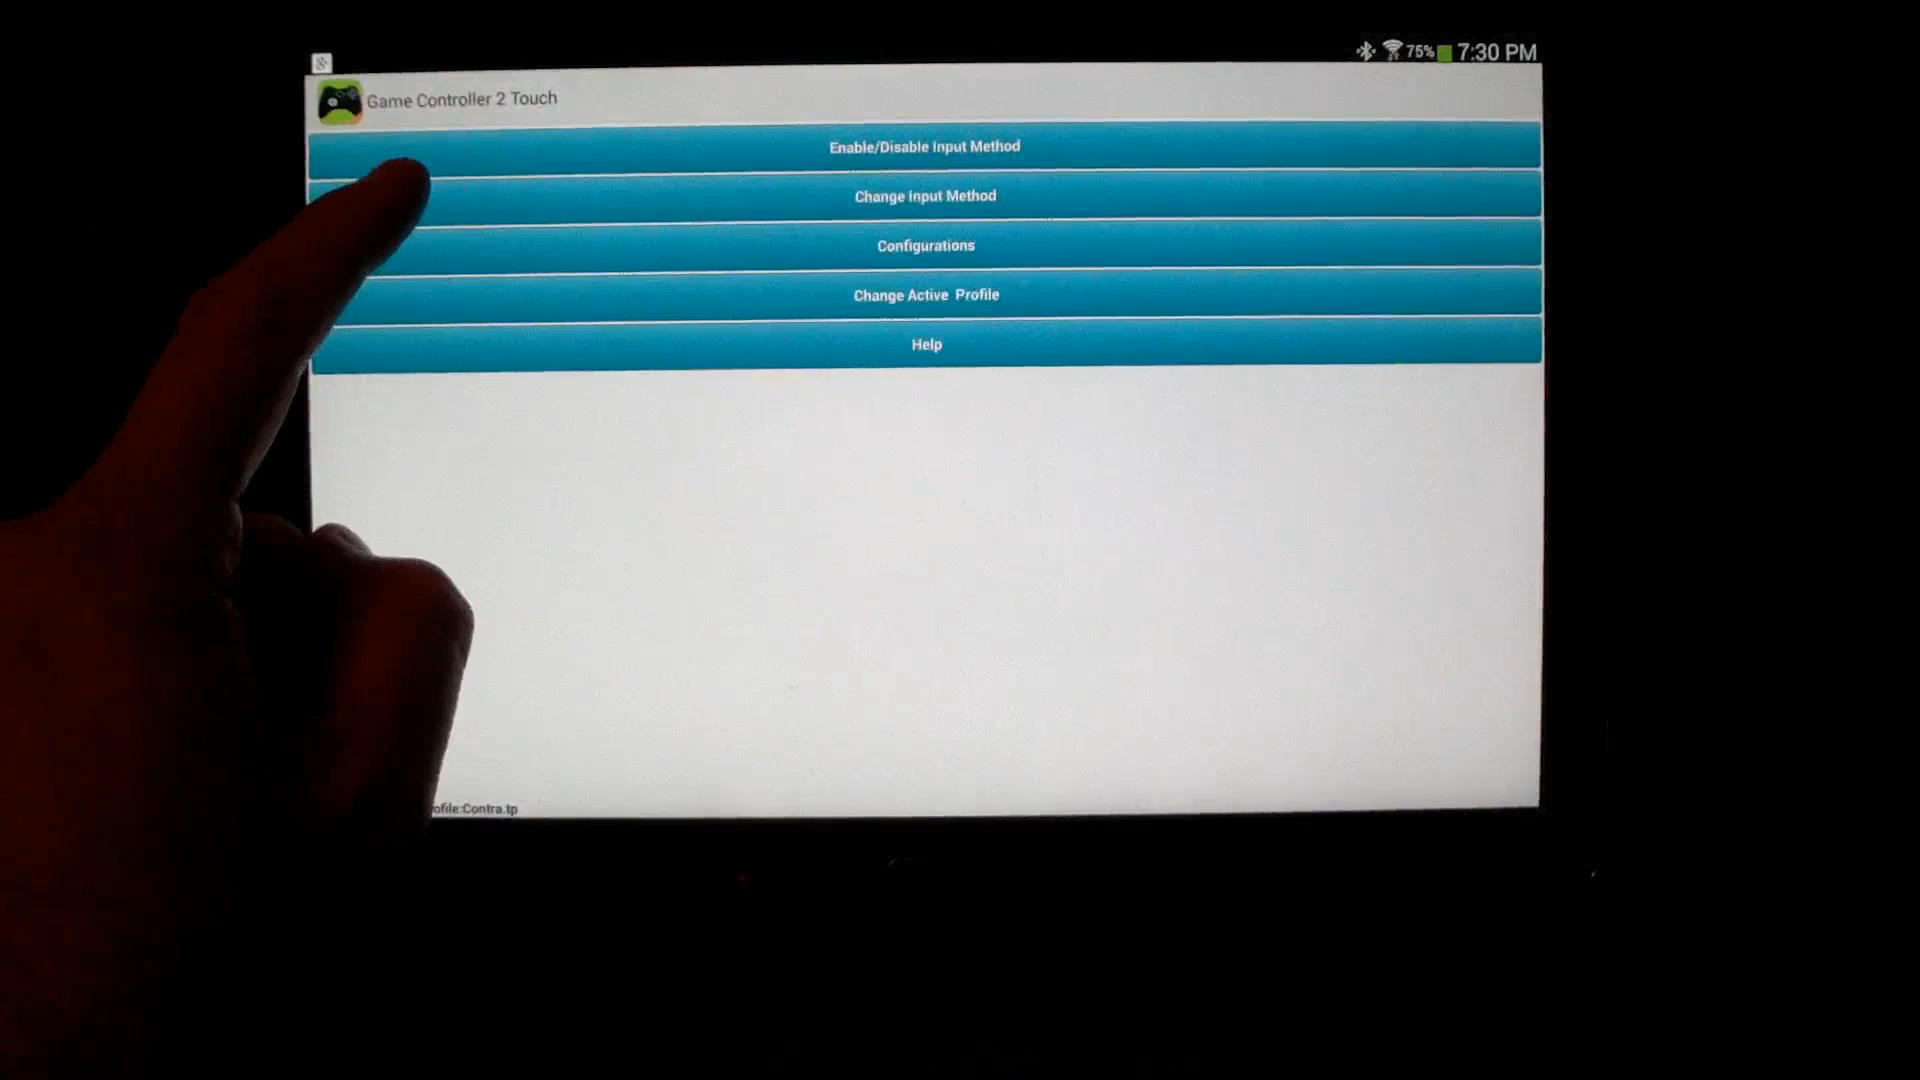 75% 7:30 PM
Game Controller 2 Touch
Enable/Disable Input Method
Change Input Method
Configurations
Change Active Profile
Help
ofile:Contra.tp